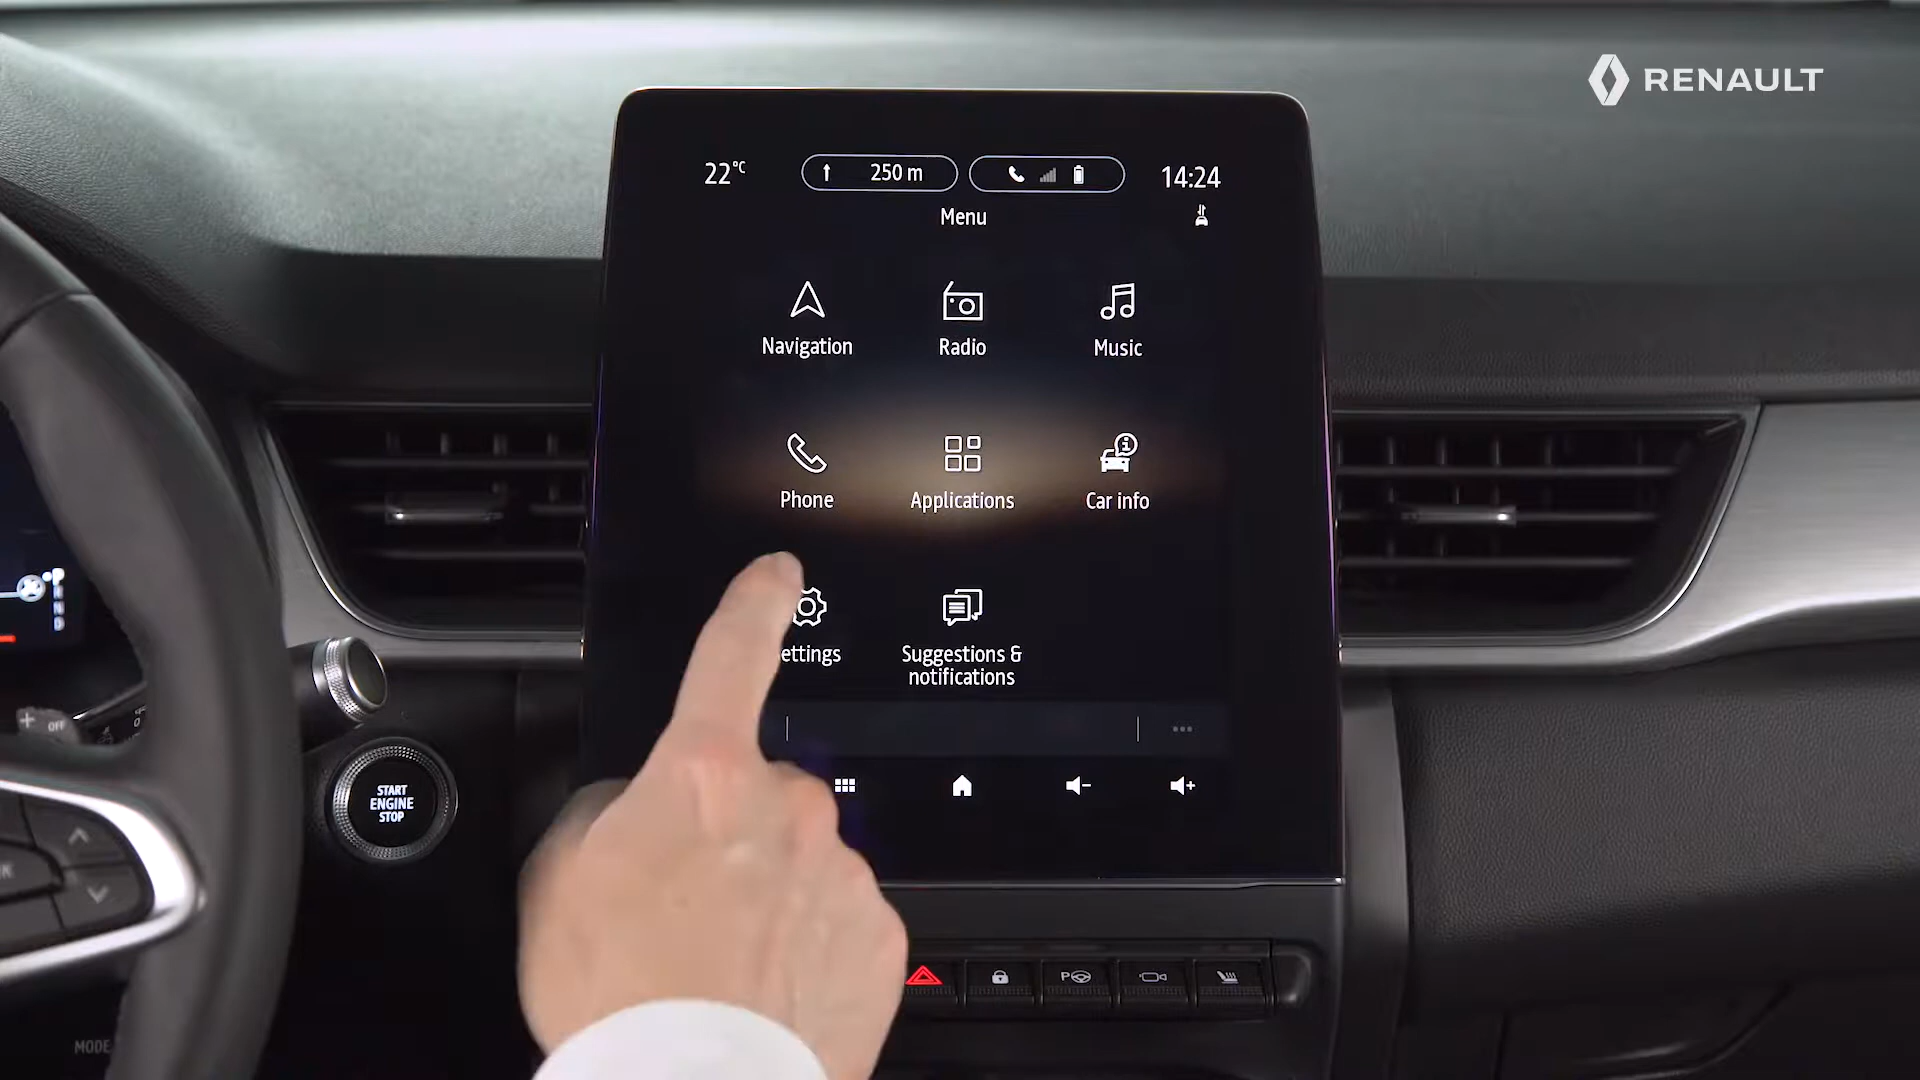 RENAULT
22°C
250 m
14:24
Menu
Navigation
Radio
Music
Phone
Applications
Car info
ettings
Suggestions &
notifications
START
ENGINE
STOP
OFF
MODE
P
R
N
D
P